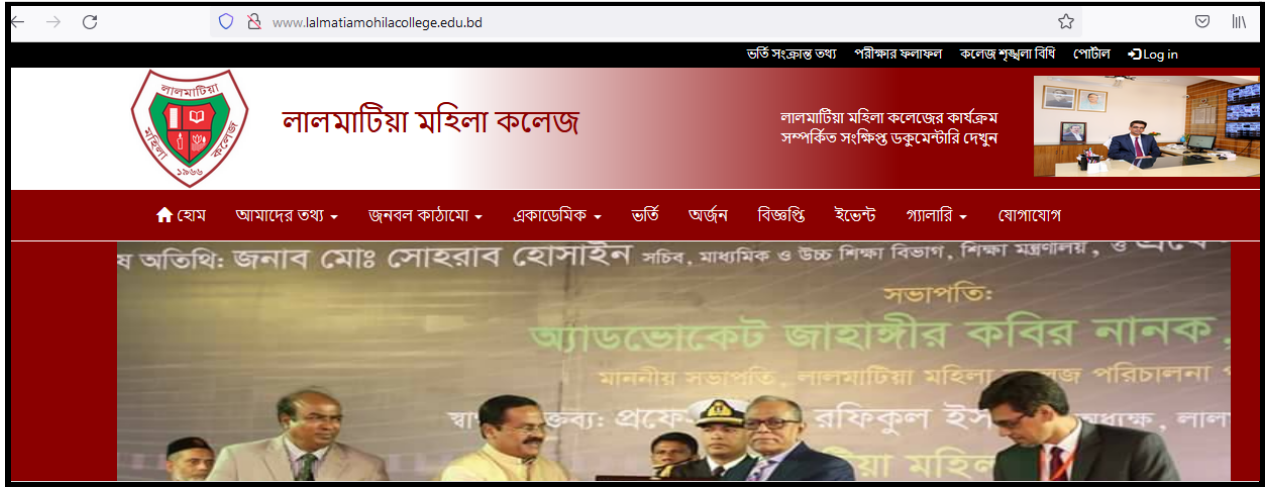 www.lalmatiamohilacollege.edu.bd
ভর্তি সংক্রান্ত তথ্য পরীক্ষার ফলাফল কলেজ শৃঙ্খলা বিধি পোর্টাল Log in
লালমাটিয়া
মহিলা কলেজ
১৯৬৬
লালমাটিয়া মহিলা কলেজ
লালমাটিয়া মহিলা কলেজের কার্যক্রম
সম্পর্কিত সংক্ষিপ্ত ডকুমেন্টারি দেখুন
হোম আমাদের তথ্য জনবল কাঠামো একাডেমিক ভর্তি অর্জন বিজ্ঞপ্তি ইভেন্ট গ্যালারি যোগাযোগ
ষ অতিথি: জনাব মোঃ সোহরাব হোসাইন সচিব, মাধ্যমিক ও উচ্চ শিক্ষা বিভাগ, শিক্ষা মন্ত্রণালয়, ও
সভাপতি:
অ্যাডভোকেট জাহাঙ্গীর কবির নানক,
মাননীয় সভাপতি, লালমাটিয়া মহিলা কলেজ পরিচালনা
রফিকুল